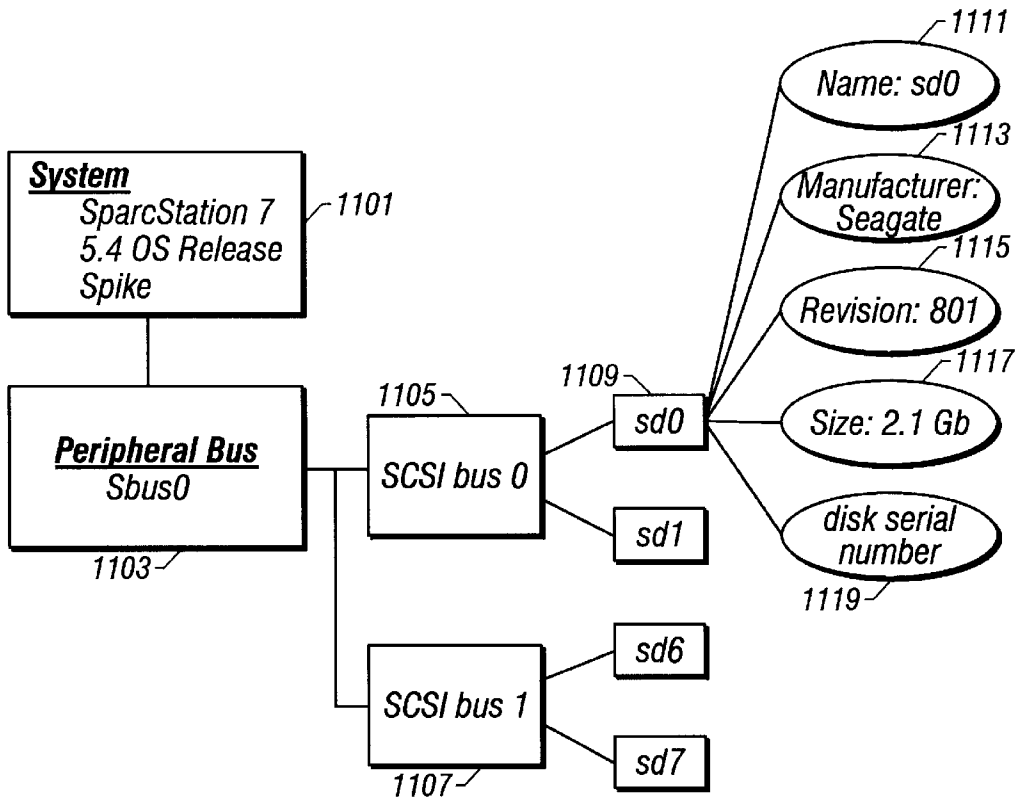 1111
Name: sd0
1113
Manufacturer:
Seagate
System
SparcStation 7
5.4 OS Release
Spike
1101
1115
Revision: 801
1117
Size: 2.1 Gb
1109
sd0
1105
SCSI bus 0
Peripheral Bus
Sbus0
1103
sd1
disk serial
number
1119
sd6
SCSI bus 1
1107
sd7